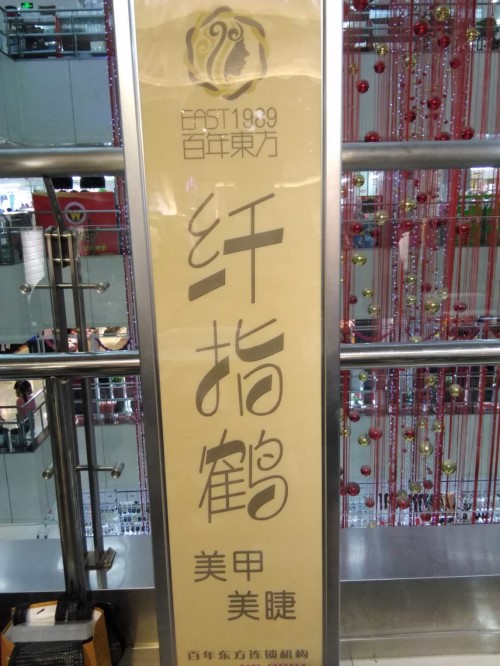 EAST1989
百年東方
纤
指
鹤
美甲
美睫
百年东方连锁机构